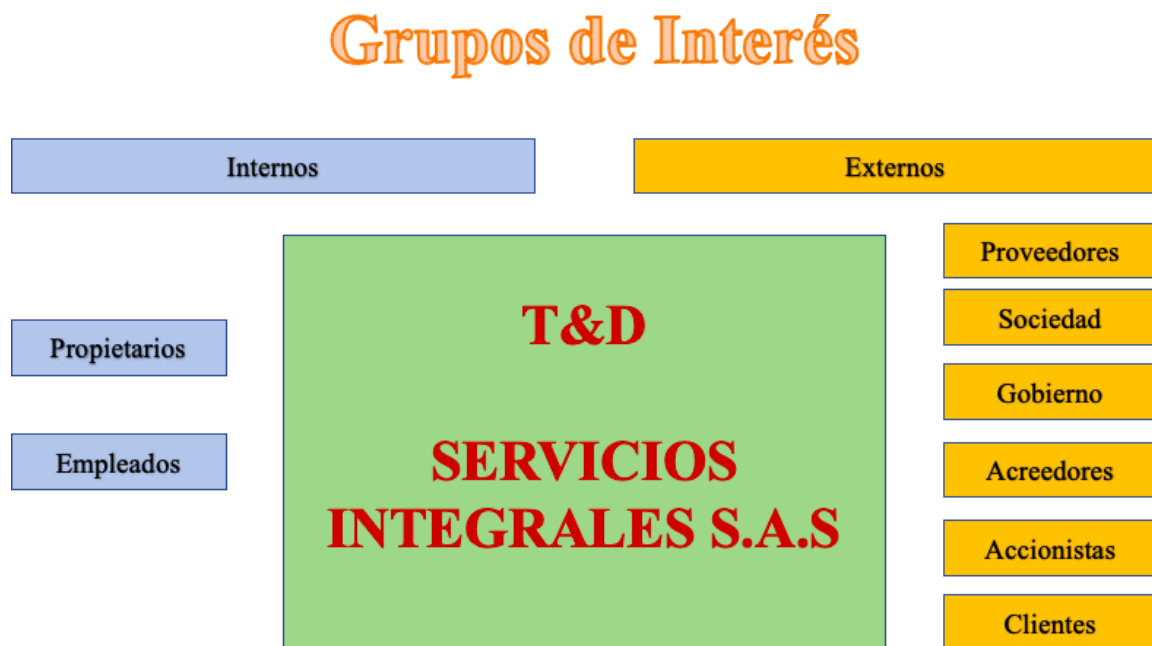 Grupos de Interés
Internos
Externos
Propietarios
Empleados
T&D
SERVICIOS
INTEGRALES S.A.S
Proveedores
Sociedad
Gobierno
Acreedores
Accionistas
Clientes